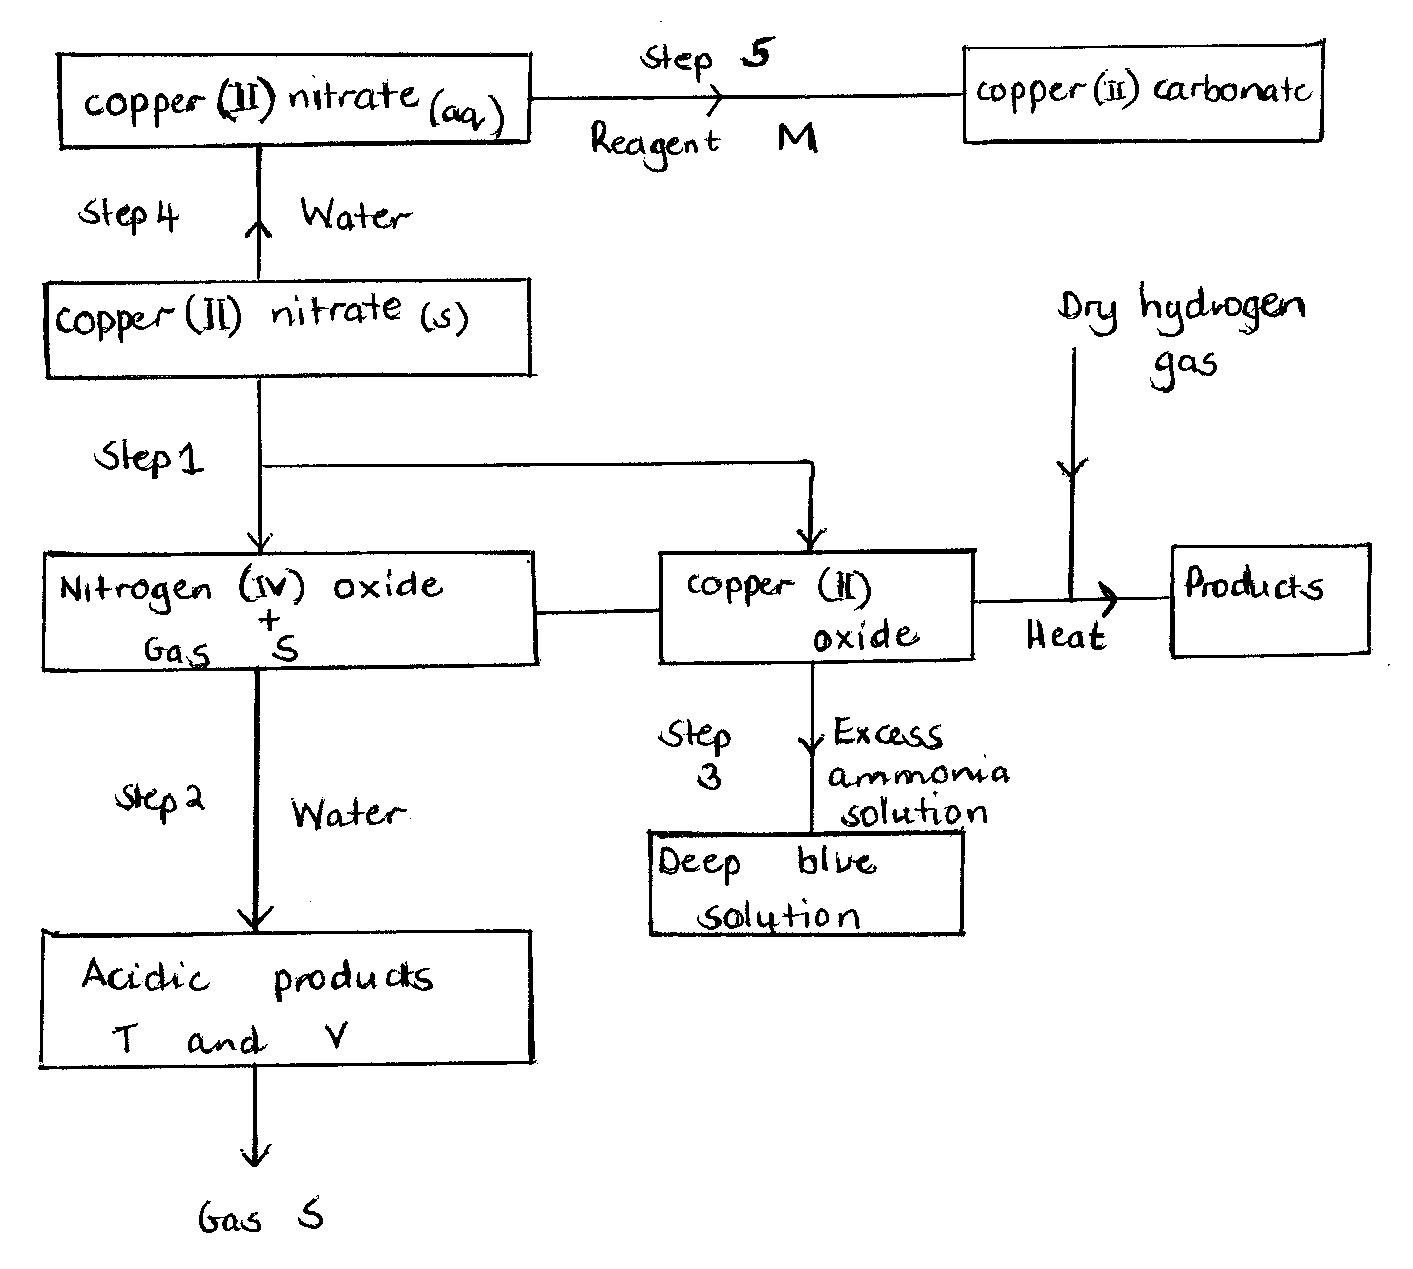 Step 5
copper (II) nitrate (aq)
copper (II) carbonate
Reagent M
Step 4
Water
copper (II) nitrate (s)
Dry hydrogen
gas
Step 1
Nitrogen (IV) oxide
+
Gas S
copper (II)
oxide
Heat
Products
Step
3
Excess
ammonia
solution
Step 2
Water
Deep blue
solution
Acidic products
T and V
Gas S